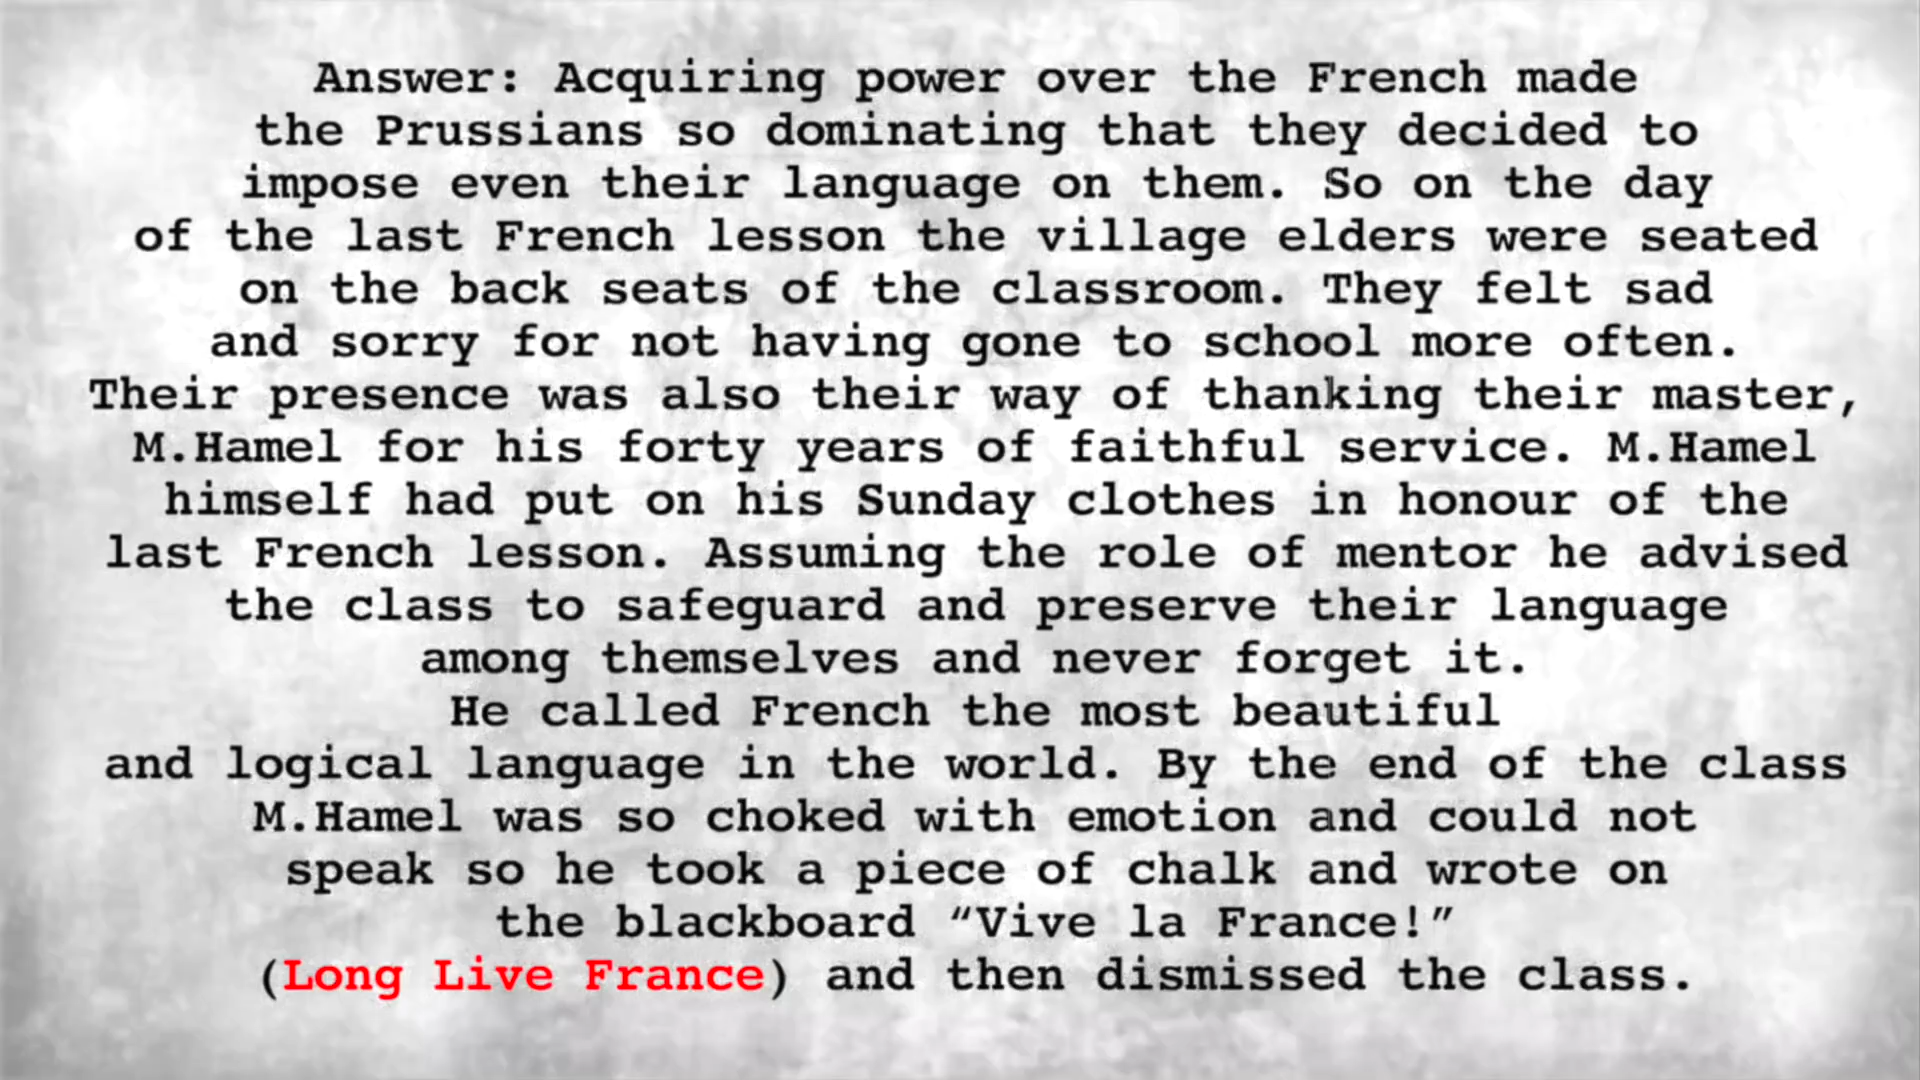 Answer: Acquiring power over the French made
the Prussians so dominating that they decided to
impose even their language on them. So on the day
of the last French lesson the village elders were seated
on the back seats of the classroom. They felt sad
and sorry for not having gone to school more often.
Their presence was also their way of thanking their master,
M.Hamel for his forty years of faithful service. M.Hamel
himself had put on his Sunday clothes in honour of the
last French lesson. Assuming the role of mentor he advised
the class to safeguard and preserve their language
among themselves and never forget it.
He called French the most beautiful
and logical language in the world. By the end of the class
M.Hamel was so choked with emotion and could not
speak so he took a piece of chalk and wrote on
the blackboard “Vive la France!”
(Long Live France) and then dismissed the class.